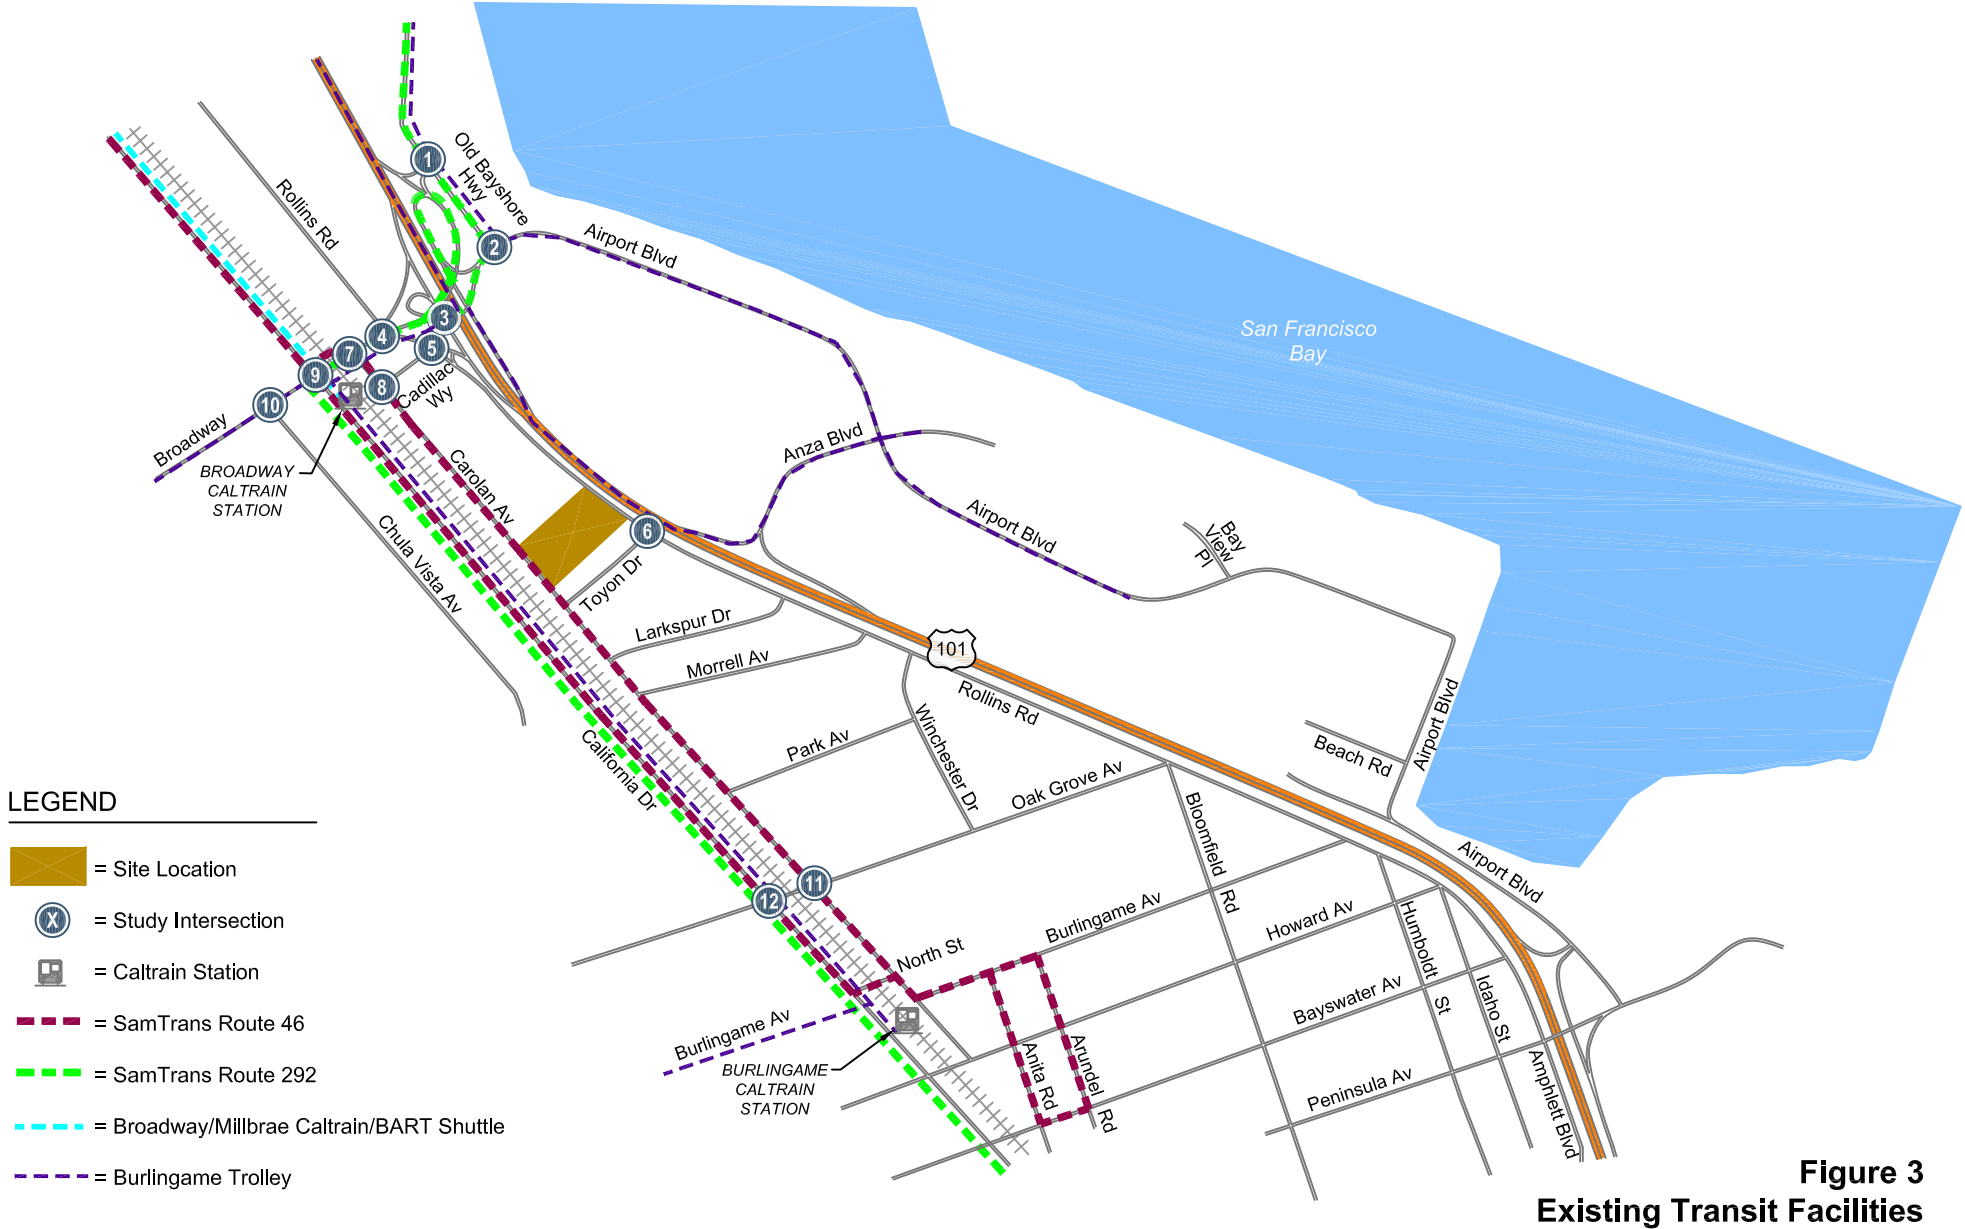 1
Old Bayshore
Hwy
2
Rollins Rd
Airport Blvd
San Francisco
Bay
3
4
5
7
9
8
Cadillac
Wy
10
Broadway
BROADWAY
CALTRAIN
STATION
Carolan Av
Anza Blvd
Chula Vista Av
6
Toyon Dr
Airport Blvd
Bay
View
Pl
Larkspur Dr
Morrell Av
101
Rollins Rd
Winchester Dr
Park Av
California Dr
Oak Grove Av
Airport Blvd
Beach Rd
Bloomfield
Rd
Airport Blvd
11
12
North St
Burlingame Av
Howard Av
Humboldt
St
Idaho St
Bayswater Av
Burlingame Av
BURLINGAME
CALTRAIN
STATION
Anita Rd
Arundel
Rd
Peninsula Av
Amphlett Blvd
LEGEND
= Site Location
X = Study Intersection
= Caltrain Station
= SamTrans Route 46
= SamTrans Route 292
= Broadway/Millbrae Caltrain/BART Shuttle
= Burlingame Trolley
Figure 3
Existing Transit Facilities